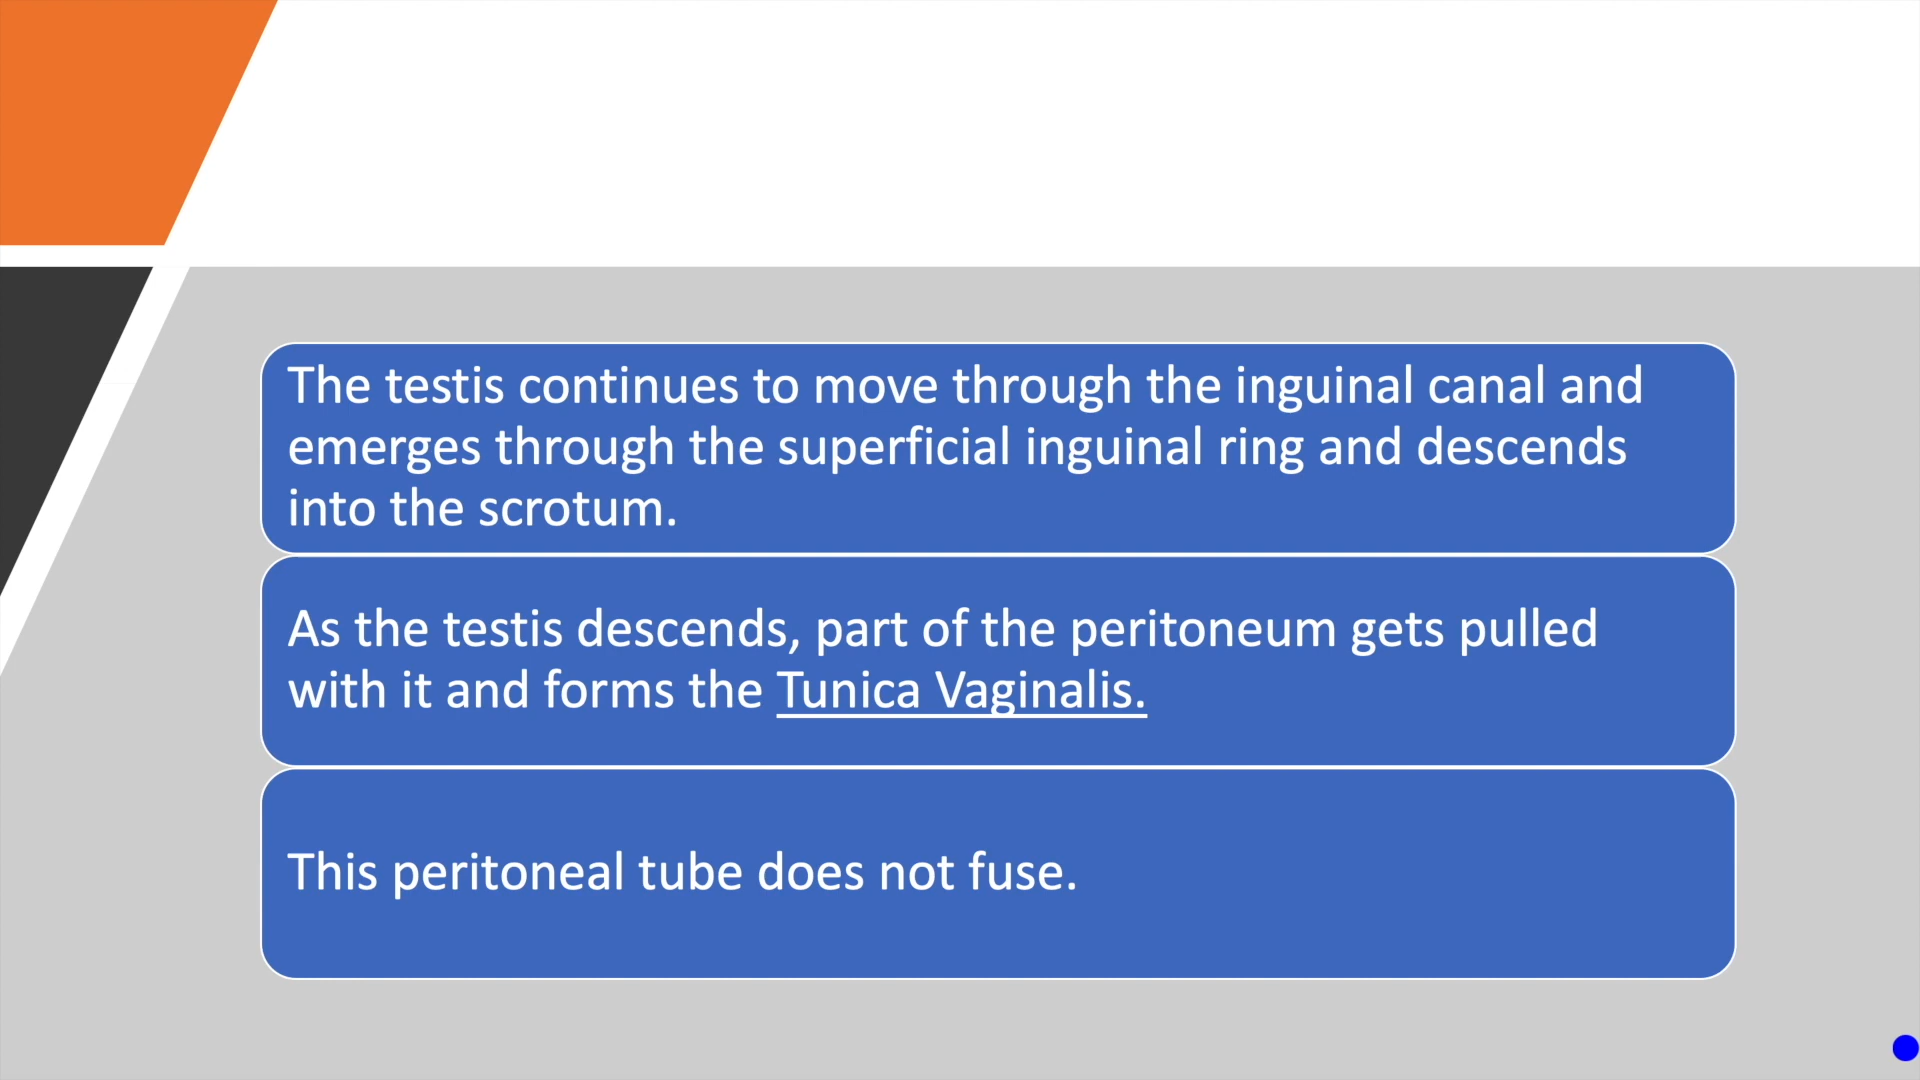 The testis continues to move through the inguinal canal and
emerges through the superficial inguinal ring and descends
into the scrotum.
As the testis descends, part of the peritoneum gets pulled
with it and forms the Tunica Vaginalis.
This peritoneal tube does not fuse.